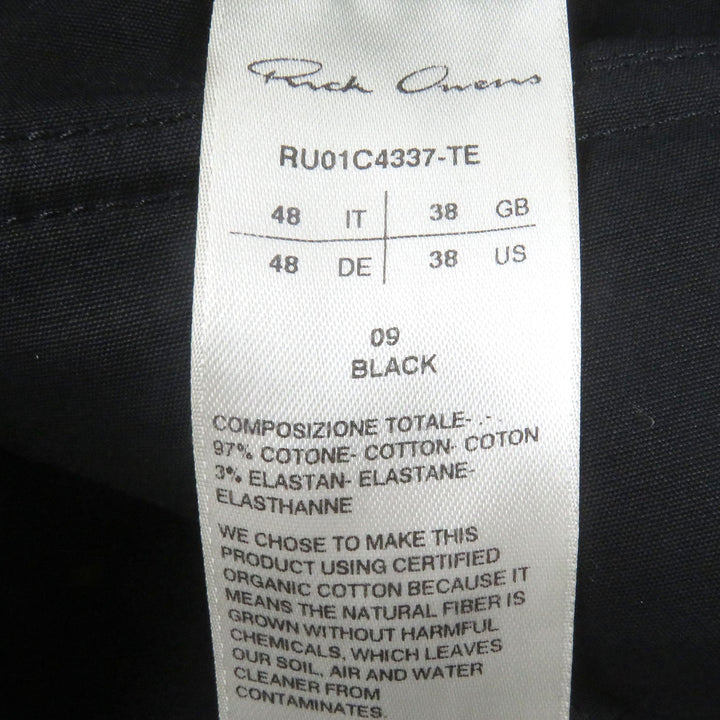 Rick Owens
RU01C4337-TE
48 IT 38 GB
48 DE 38 US
09
BLACK
COMPOSIZIONE TOTALE- .-
97% COTONE- COTTON- COTON
3% ELASTAN- ELASTANE-
ELASTHANNE
WE CHOSE TO MAKE THIS
PRODUCT USING CERTIFIED
ORGANIC COTTON BECAUSE IT
MEANS THE NATURAL FIBER IS
GROWN WITHOUT HARMFUL
CHEMICALS, WHICH LEAVES
OUR SOIL, AIR AND WATER
CLEANER FROM
CONTAMINATES.